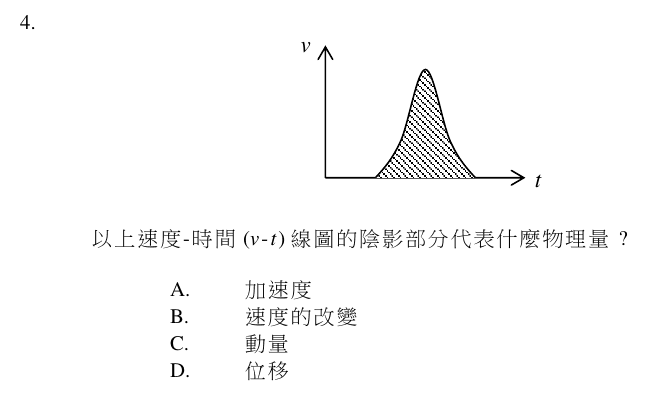 4.
v
t
以上速度-時間 (v-t) 線圖的陰影部分代表什麼物理量？
A. 加速度
B. 速度的改變
C. 動量
D. 位移